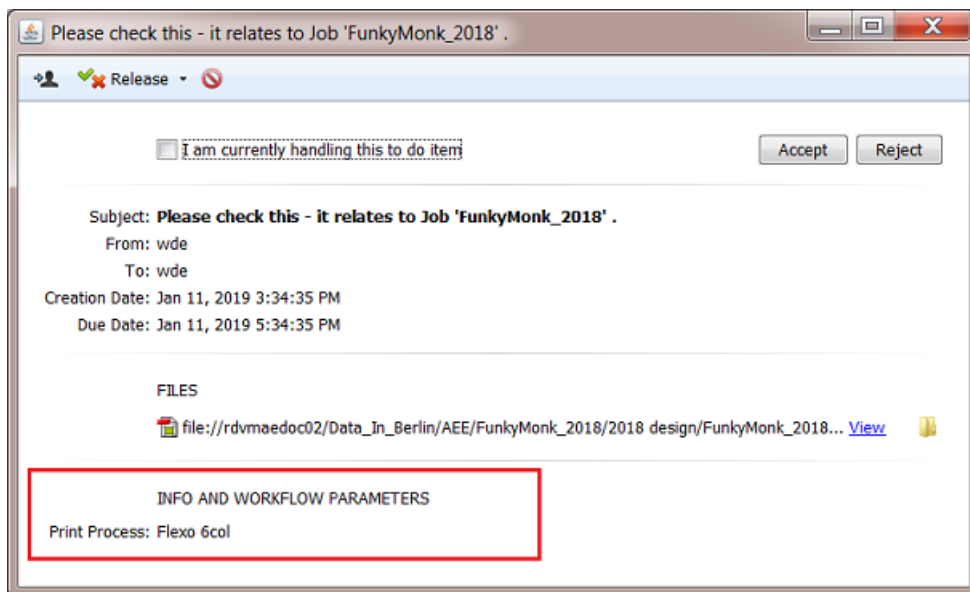 Please check this - it relates to Job 'FunkyMonk_2018' .
Release
I am currently handling this to do item
Accept
Reject
Subject: Please check this - it relates to Job 'FunkyMonk_2018' .
From: wde
To: wde
Creation Date: Jan 11, 2019 3:34:35 PM
Due Date: Jan 11, 2019 5:34:35 PM
FILES
file://rdvmaedoc02/Data_In_Berlin/AEE/FunkyMonk_2018/2018 design/FunkyMonk_2018... View
INFO AND WORKFLOW PARAMETERS
Print Process: Flexo 6col